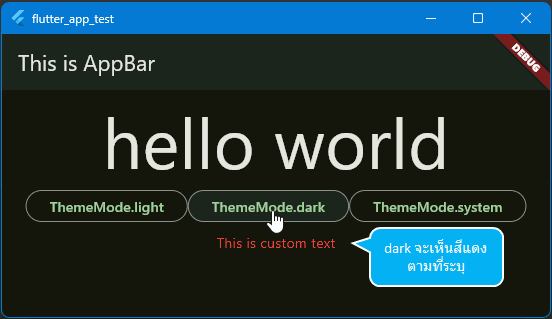 flutter_app_test
DEBUG
This is AppBar
hello world
ThemeMode.light ThemeMode.dark ThemeMode.system
This is custom text
dark จะเห็นสีแดง
ตามที่ระบุ